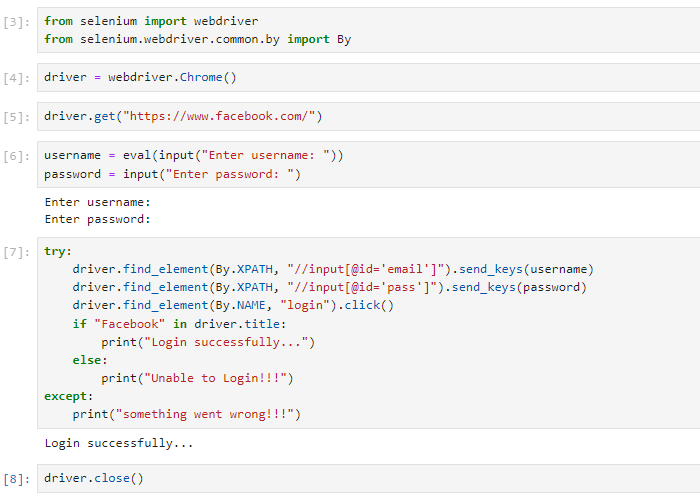 [3]: from selenium import webdriver
from selenium.webdriver.common.by import By
[4]: driver = webdriver.Chrome()
[5]: driver.get("https://www.facebook.com/")
[6]: username = eval(input("Enter username: "))
password = input("Enter password: ")
Enter username:
Enter password:
[7]: try:
    driver.find_element(By.XPATH, "//input[@id='email']").send_keys(username)
    driver.find_element(By.XPATH, "//input[@id='pass']").send_keys(password)
    driver.find_element(By.NAME, "login").click()
    if "Facebook" in driver.title:
        print("Login successfully...")
    else:
        print("Unable to Login!!!")
except:
    print("something went wrong!!!")
Login successfully...
[8]: driver.close()